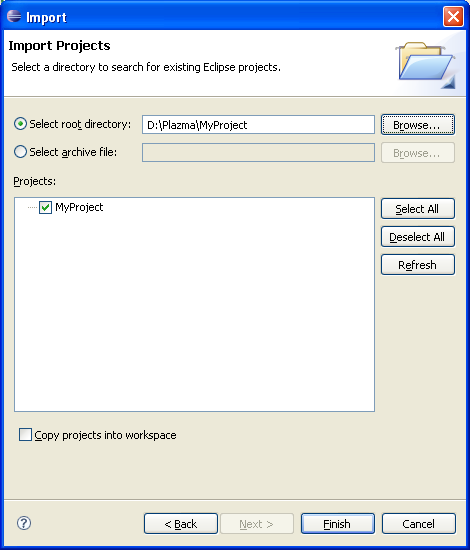 Import
Import Projects
Select a directory to search for existing Eclipse projects.
Select root directory: D:\Plazma\MyProject Browse...
Select archive file: Browse...
Projects:
MyProject
Select All
Deselect All
Refresh
Copy projects into workspace
? < Back Next > Finish Cancel